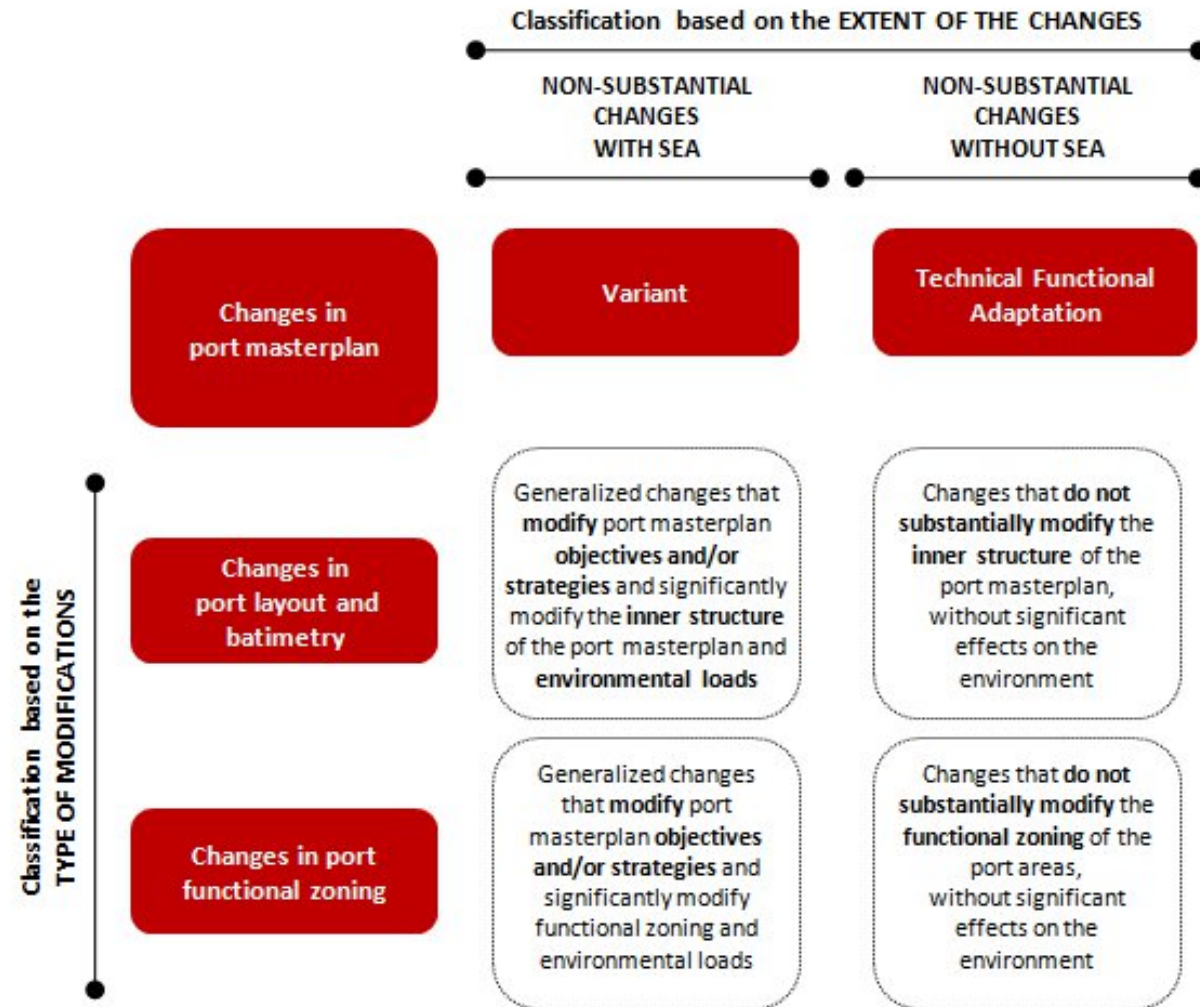 Classification based on the EXTENT OF THE CHANGES
NON-SUBSTANTIAL
CHANGES
WITH SEA
NON-SUBSTANTIAL
CHANGES
WITHOUT SEA
Changes in
port masterplan
Variant
Technical Functional
Adaptation
Classification based on the
TYPE OF MODIFICATIONS
Changes in
port layout and
batimetry
Generalized changes that
modify port masterplan
objectives and/or
strategies and significantly
modify the inner structure
of the port masterplan and
environmental loads
Changes that do not
substantially modify the
inner structure of the
port masterplan,
without significant
effects on the
environment
Changes in port
functional zoning
Generalized changes
that modify port
masterplan objectives
and/or strategies and
significantly modify
functional zoning and
environmental loads
Changes that do not
substantially modify the
functional zoning of the
port areas,
without significant
effects on the
environment